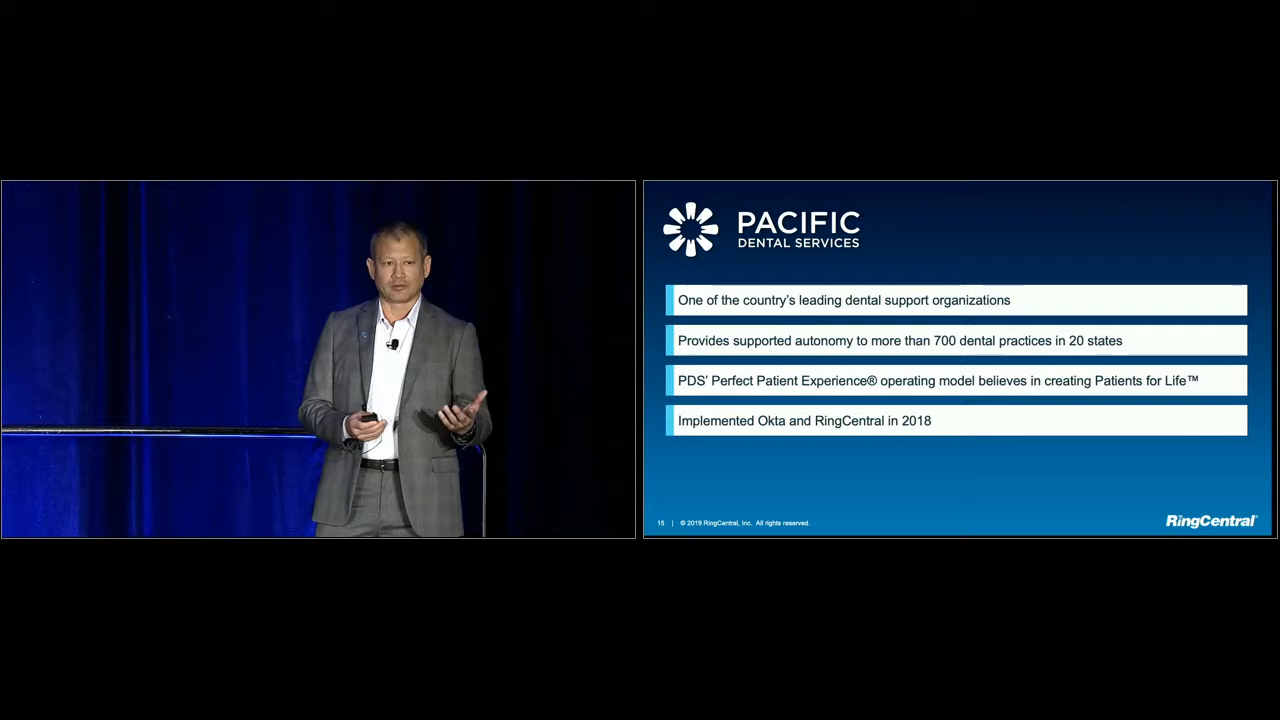 PACIFIC
DENTAL SERVICES
One of the country's leading dental support organizations
Provides supported autonomy to more than 700 dental practices in 20 states
PDS' Perfect Patient Experience® operating model believes in creating Patients for Life™
Implemented Okta and RingCentral in 2018
15 | © 2019 RingCentral, Inc. All rights reserved.
RingCentral®